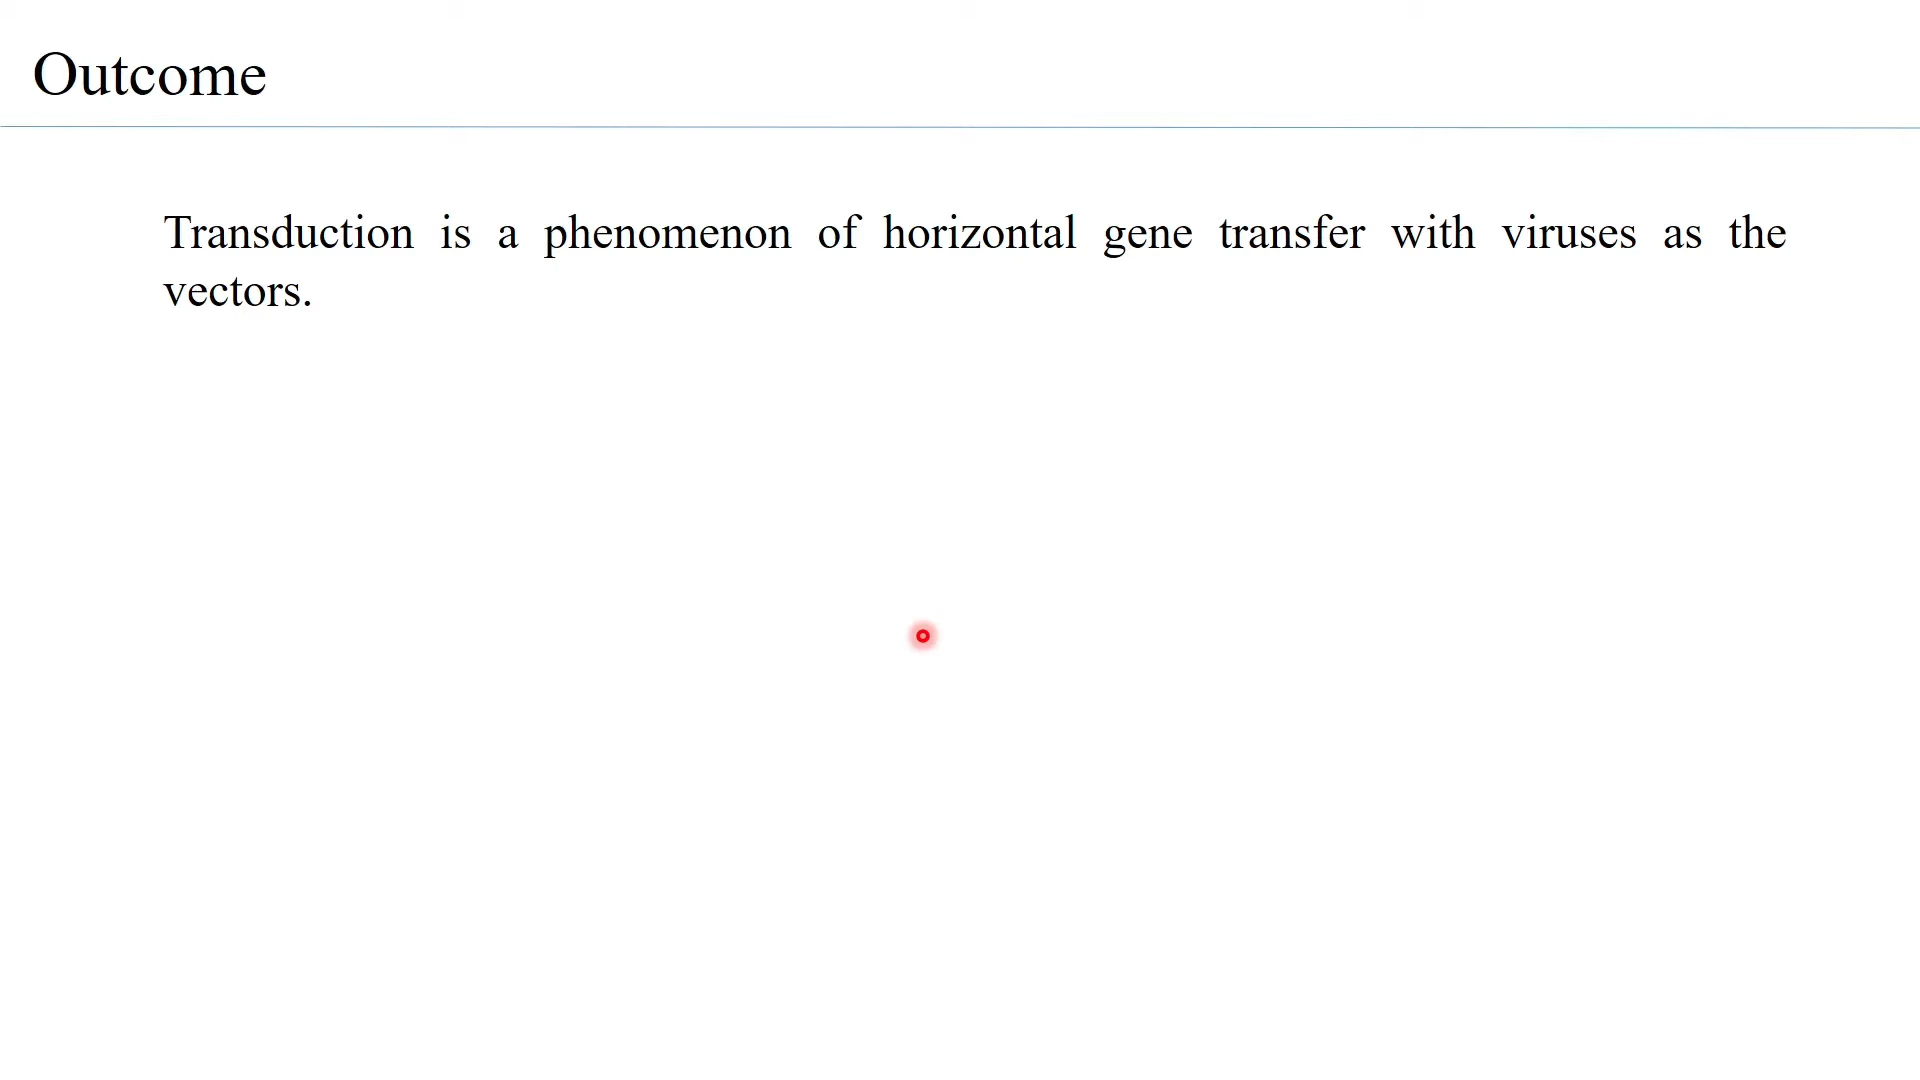 Outcome
Transduction is a phenomenon of horizontal gene transfer with viruses as the
vectors.